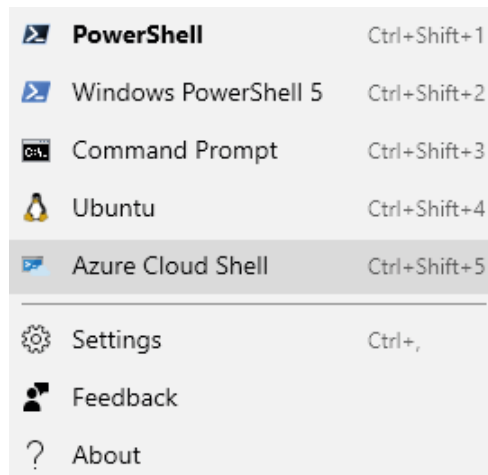 PowerShell Ctrl+Shift+1
Windows PowerShell 5 Ctrl+Shift+2
Command Prompt Ctrl+Shift+3
Ubuntu Ctrl+Shift+4
Azure Cloud Shell Ctrl+Shift+5
Settings Ctrl+,
Feedback
About